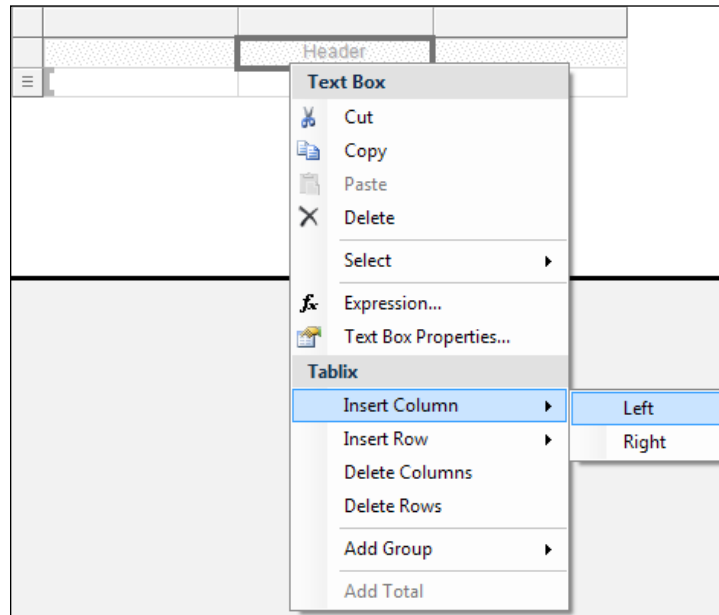 Header
Text Box
Cut
Copy
Paste
Delete
Select
fx Expression...
Text Box Properties...
Tablix
Insert Column
Left
Insert Row
Right
Delete Columns
Delete Rows
Add Group
Add Total